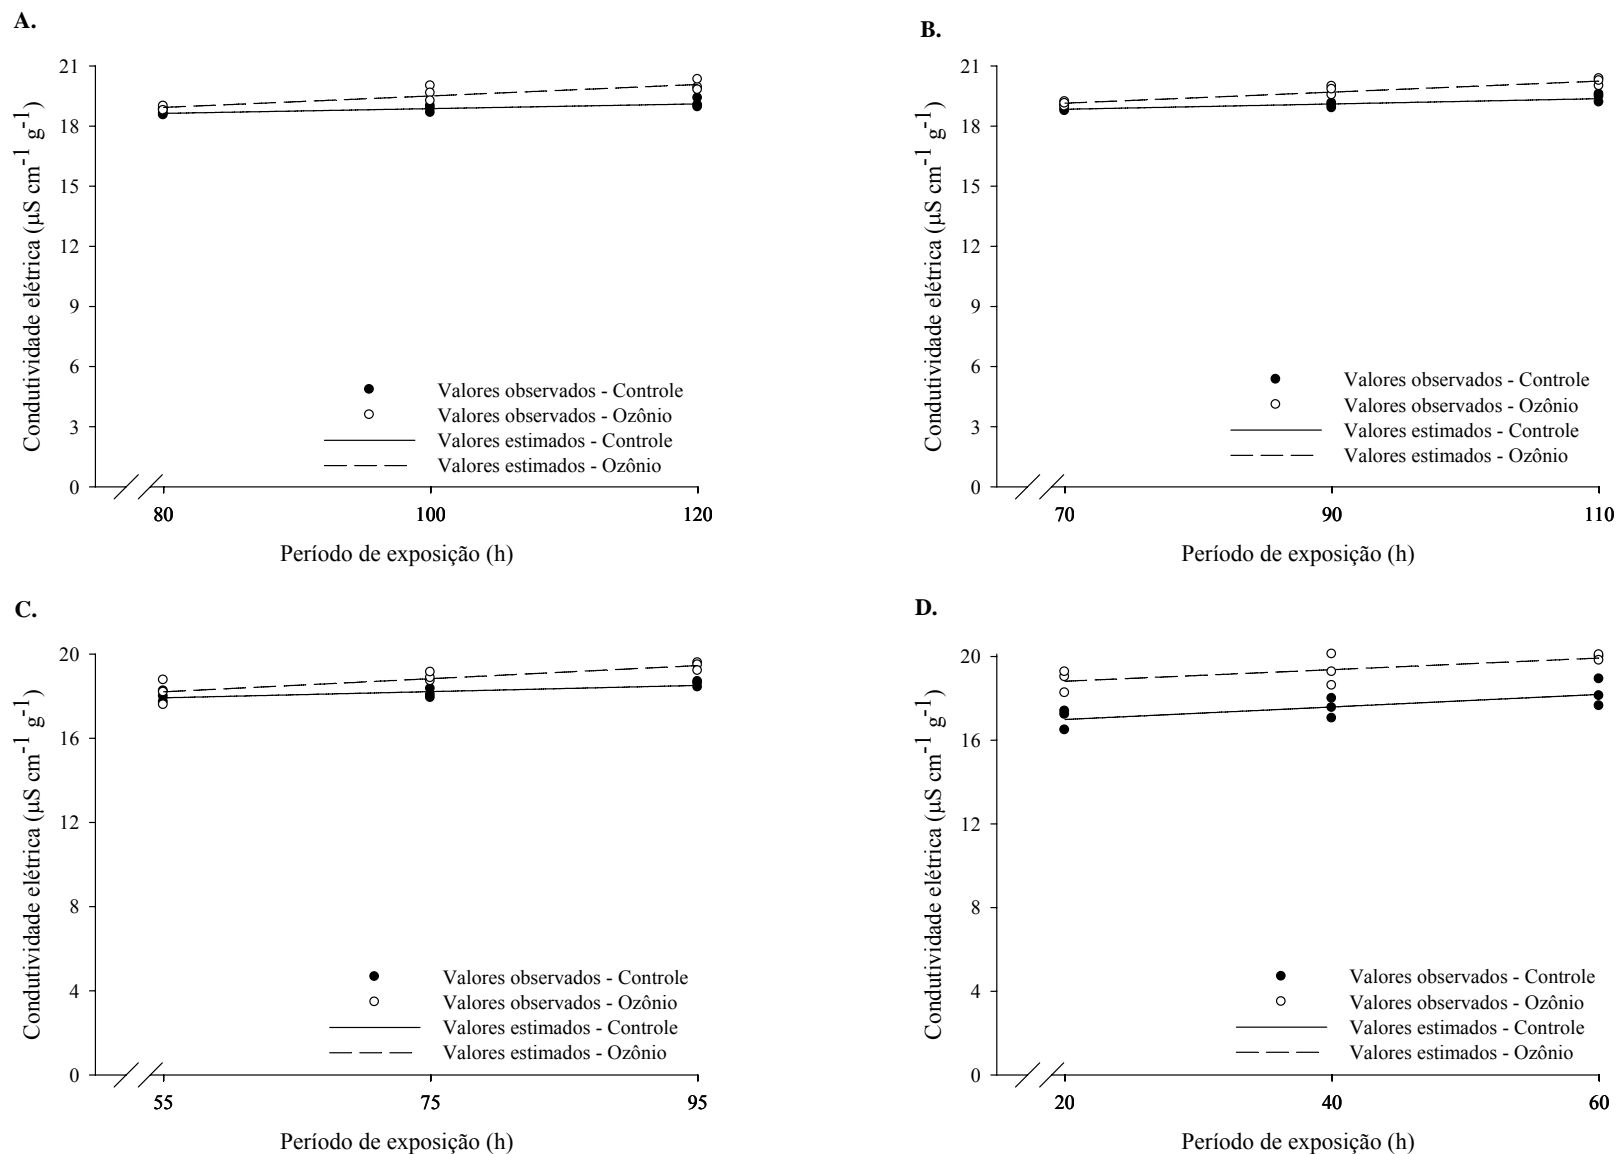 A.
Condutividade elétrica (μS cm⁻¹ g⁻¹)
21
18
15
12
9
6
3
0
Valores observados - Controle
Valores observados - Ozônio
Valores estimados - Controle
Valores estimados - Ozônio
80 100 120
Período de exposição (h)
B.
Condutividade elétrica (μS cm⁻¹ g⁻¹)
21
18
15
12
9
6
3
0
Valores observados - Controle
Valores observados - Ozônio
Valores estimados - Controle
Valores estimados - Ozônio
70 90 110
Período de exposição (h)
C.
Condutividade elétrica (μS cm⁻¹ g⁻¹)
20
16
12
8
4
0
Valores observados - Controle
Valores observados - Ozônio
Valores estimados - Controle
Valores estimados - Ozônio
55 75 95
Período de exposição (h)
D.
Condutividade elétrica (μS cm⁻¹ g⁻¹)
20
16
12
8
4
0
Valores observados - Controle
Valores observados - Ozônio
Valores estimados - Controle
Valores estimados - Ozônio
20 40 60
Período de exposição (h)